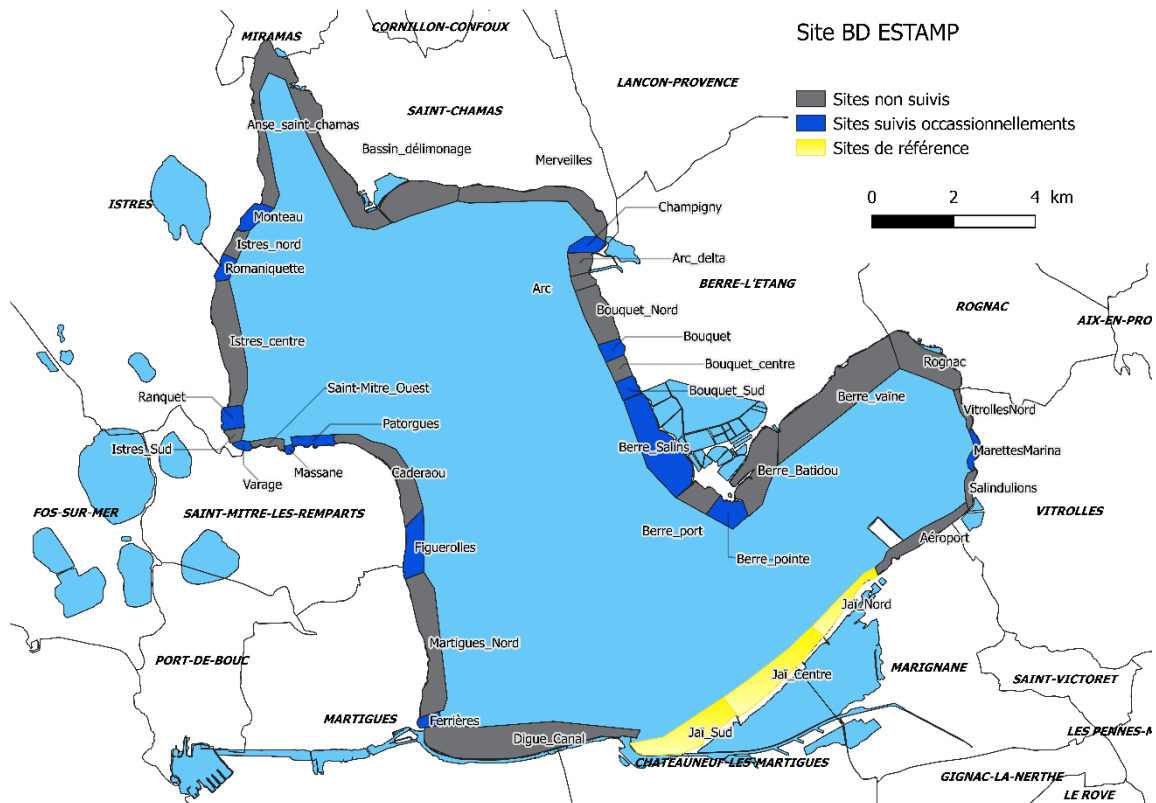 CORNILLON-CONFOUX
MIRAMAS
Site BD ESTAMP
LANCON-PROVENCE
Sites non suivis
SAINT-CHAMAS
Anse_saint_chamas
Sites suivis occassionnellements
Bassin_délimonage
Sites de référence
Merveilles
0 2 4 km
ISTRES
Champigny
Monteau
Istres_nord
Arc_delta
Romaniquette
BERRE-L'ETANG
Arc
ROGNAC
Bouquet_Nord
AIX-EN-PRO
Bouquet
Istres_centre
Bouquet_centre
Rognac
Saint-Mitre_Ouest
Bouquet_Sud
Ranquet
Berre_vaïne
VitrollesNord
Patorgues
Istres_Sud
Berre_Salins
MarettesMarina
Massane
Caderaou
Berre_Batidou
Varage
Salindulions
FOS-SUR-MER
SAINT-MITRE-LES-REMPARTS
VITROLLES
Berre_port
Aéroport
Figuerolles
Berre_pointe
Jaï_Nord
Martigues_Nord
PORT-DE-BOUC
MARIGNANE
Jaï_Centre
SAINT-VICTORET
MARTIGUES
Ferrières
Jaï_Sud
LES PENNES-M
Digue_Canal
CHATEAUNEUF-LES-MARTIGUES
GIGNAC-LA-NERTHE
LE ROVE